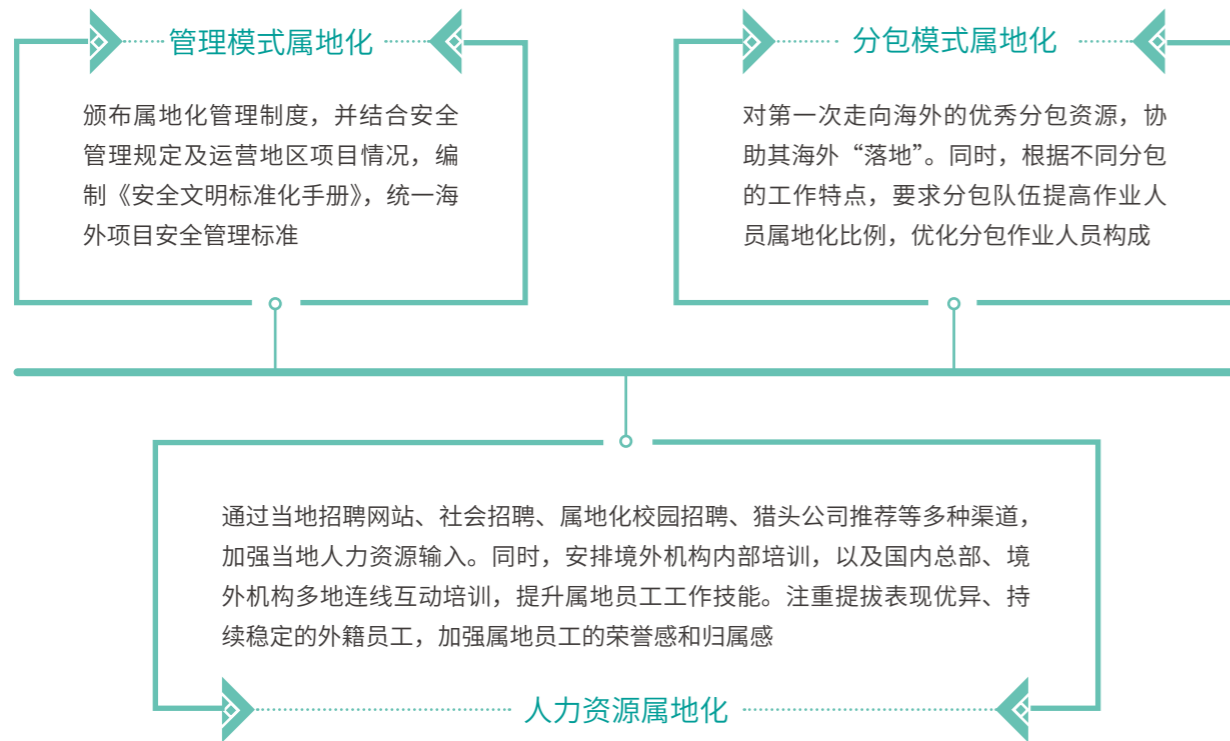 管理模式属地化
颁布属地化管理制度，并结合安全
管理规定及运营地区项目情况，编
制《安全文明标准化手册》，统一海
外项目安全管理标准
分包模式属地化
对第一次走向海外的优秀分包资源，协
助其海外“落地”。同时，根据不同分包
的工作特点，要求分包队伍提高作业人
员属地化比例，优化分包作业人员构成
通过当地招聘网站、社会招聘、属地化校园招聘、猎头公司推荐等多种渠道，
加强当地人力资源输入。同时，安排境外机构内部培训，以及国内总部、境
外机构多地连线互动培训，提升属地员工工作技能。注重提拔表现优异、持
续稳定的外籍员工，加强属地员工的荣誉感和归属感
人力资源属地化